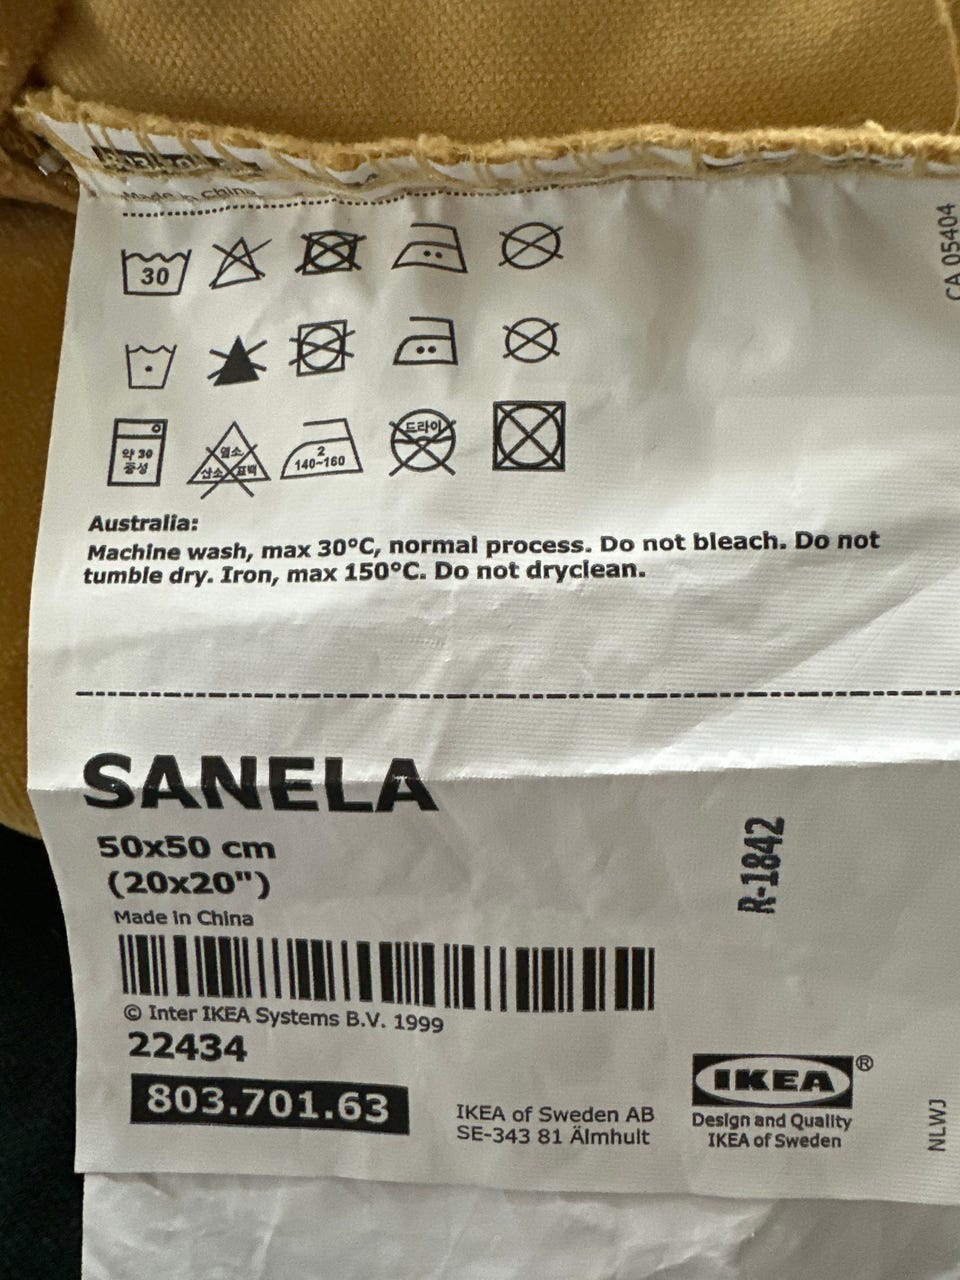 Made in China
CA 05404
30
약 30
중성
염소
산소 표백
2
140~160
드라이
Australia:
Machine wash, max 30°C, normal process. Do not bleach. Do not
tumble dry. Iron, max 150°C. Do not dryclean.
SANELA
50x50 cm
(20x20")
Made in China
R-1842
© Inter IKEA Systems B.V. 1999
22434
803.701.63
IKEA of Sweden AB
SE-343 81 Älmhult
IKEA®
Design and Quality
IKEA of Sweden
NLWJ